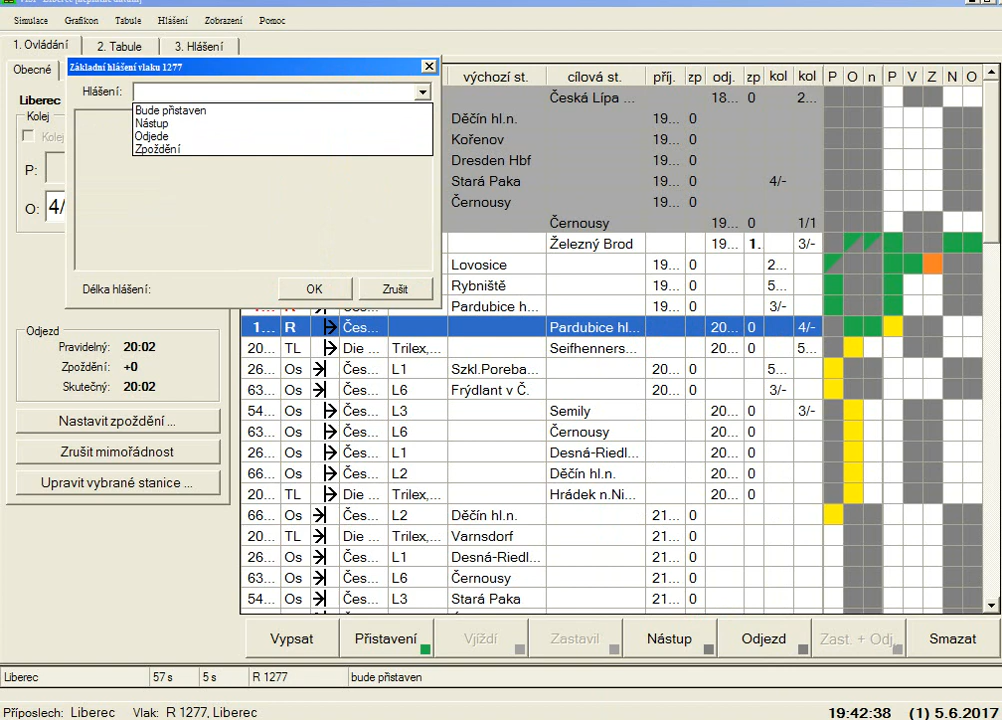 Simulace Grafikon Tabule Hlášení Zobrazení Pomoc
1. Ovládání 2. Tabule 3. Hlášení
Obecné
Liberec
Kolej
Kolej
P:
O: 4/
Základní hlášení vlaku 1277
Hlášení:
Bude přistaven
Nástup
Odjede
Zpoždění
Délka hlášení:
OK Zrušit
Odjezd
Pravidelný: 20:02
Zpoždění: +0
Skutečný: 20:02
Nastavit zpoždění ...
Zrušit mimořádnost
Upravit vybrané stanice ...
výchozí st. cílová st. příj. zp odj. zp kol kol P O n P V Z N O
Česká Lípa ... 18... 0 2...
Děčín hl.n. 19... 0
Kořenov 19... 0
Dresden Hbf 19... 0
Stará Paka 19... 0 4/-
Černousy 19... 0
Černousy 19... 0 1/1
Železný Brod 19... 1. 3/-
Lovosice 19... 0 2...
Rybniště 19... 0 5...
Pardubice h... 19... 0 3/-
1... R Čes... Pardubice hl... 20... 0 4/-
20... TL Die ... Trilex,... Seifhenners... 20... 0 5...
26... Os Čes... L1 Szkl.Poreba... 20... 0 5...
63... Os Čes... L6 Frýdlant v Č. 20... 0 3/-
54... Os Čes... L3 Semily 20... 0 3/-
63... Os Čes... L6 Černousy 20... 0
26... Os Čes... L1 Desná-Riedl... 20... 0
66... Os Čes... L2 Děčín hl.n. 20... 0
20... TL Die ... Trilex,... Hrádek n.Ni... 20... 0
66... Os Čes... L2 Děčín hl.n. 21... 0
20... TL Die ... Trilex,... Varnsdorf 21... 0
26... Os Čes... L1 Desná-Riedl... 21... 0
63... Os Čes... L6 Černousy 21... 0
54... Os Čes... L3 Stará Paka 21... 0
Vypsat Přistavení Vjíždí Zastavil Nástup Odjezd Zast. + Odj. Smazat
Liberec 57 s 5 s R 1277 bude přistaven
Příposlech: Liberec Vlak: R 1277, Liberec 19:42:38 (1) 5.6.2017